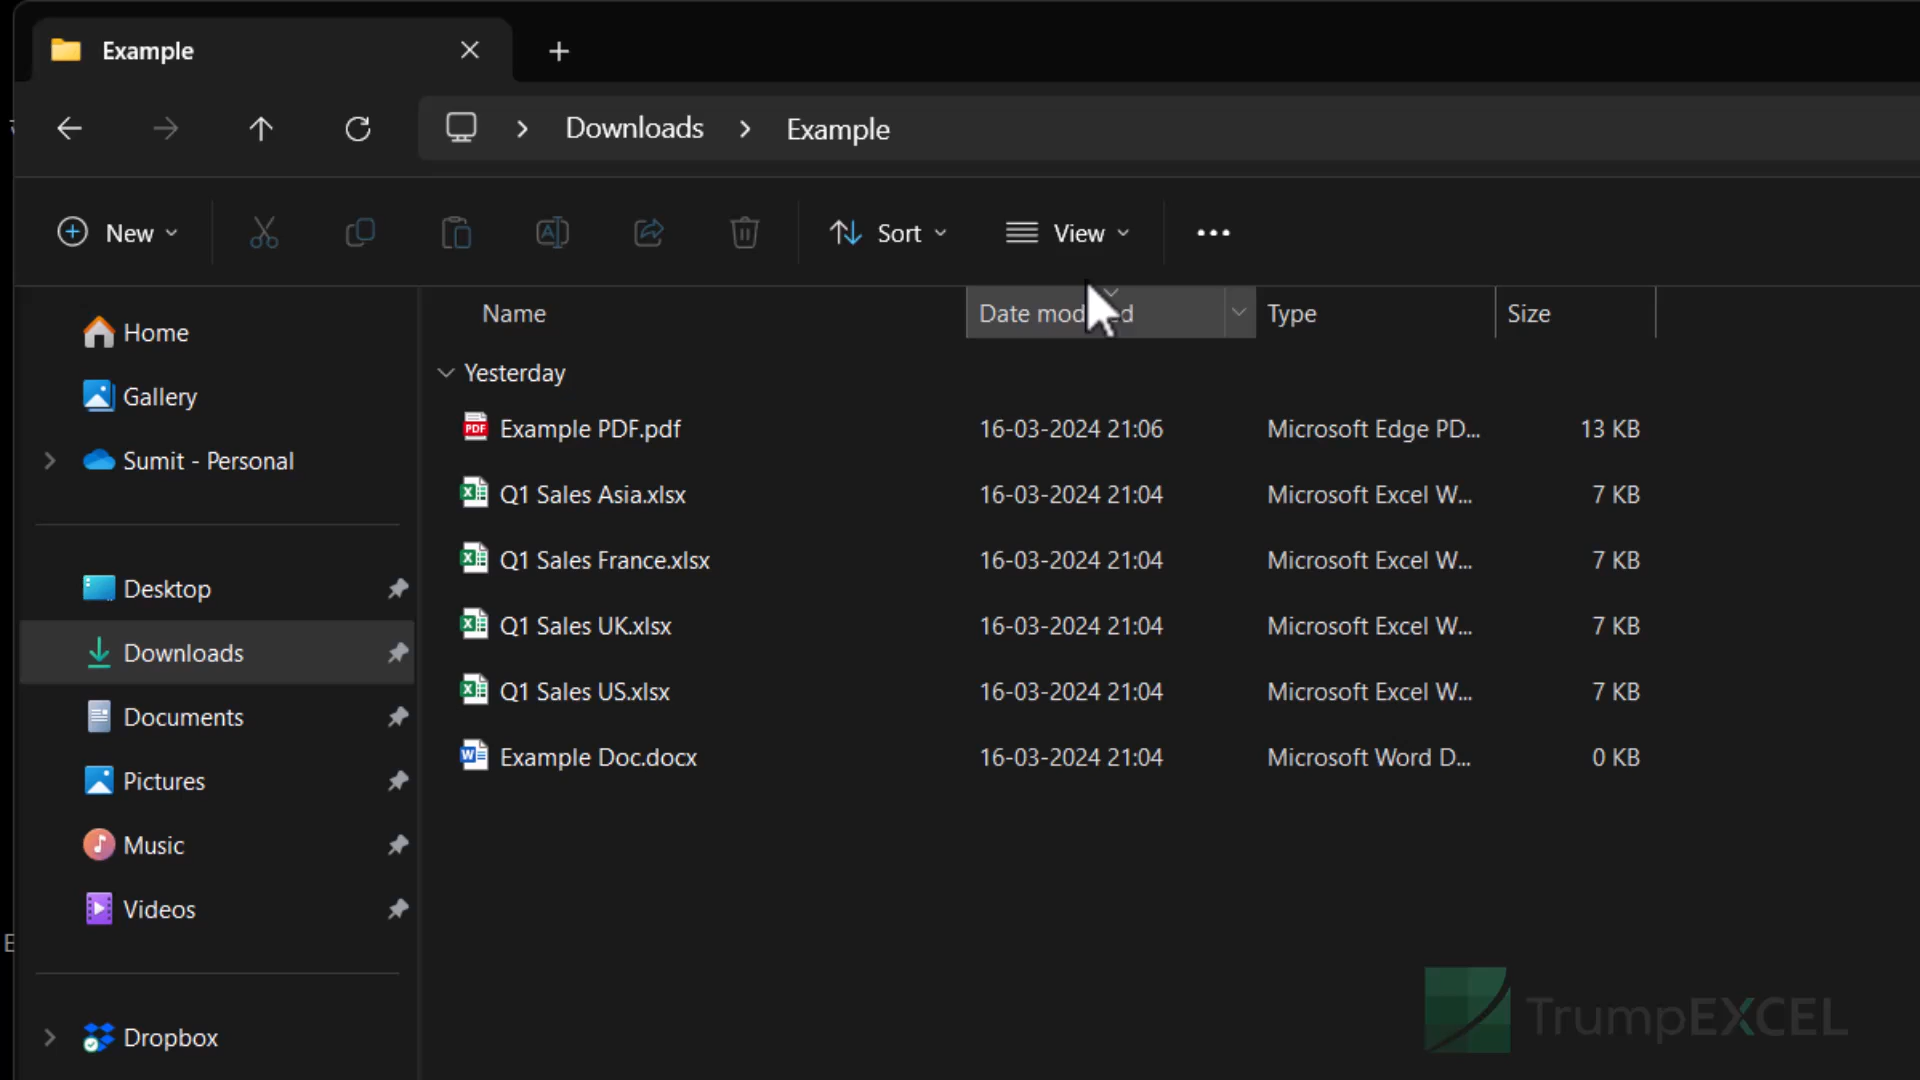 Example
Downloads > Example
New
Sort
View
Name
Type
Size
Home
Gallery
Sumit - Personal
Desktop
Downloads
Documents
Pictures
Music
Videos
Dropbox
Yesterday
Example PDF.pdf 16-03-2024 21:06 Microsoft Edge PD... 13 KB
Q1 Sales Asia.xlsx 16-03-2024 21:04 Microsoft Excel W... 7 KB
Q1 Sales France.xlsx 16-03-2024 21:04 Microsoft Excel W... 7 KB
Q1 Sales UK.xlsx 16-03-2024 21:04 Microsoft Excel W... 7 KB
Q1 Sales US.xlsx 16-03-2024 21:04 Microsoft Excel W... 7 KB
Example Doc.docx 16-03-2024 21:04 Microsoft Word D... 0 KB
TrumpEXCEL